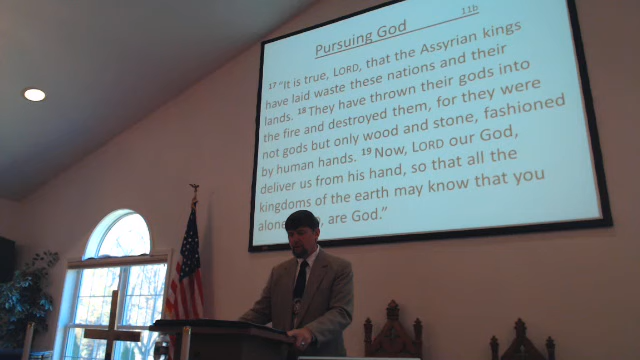 Pursuing God 11b
17 "It is true, LORD, that the Assyrian kings
have laid waste these nations and their
lands. 18 They have thrown their gods into
the fire and destroyed them, for they were
not gods but only wood and stone, fashioned
by human hands. 19 Now, LORD our God,
deliver us from his hand, so that all the
kingdoms of the earth may know that you
alone, are God."